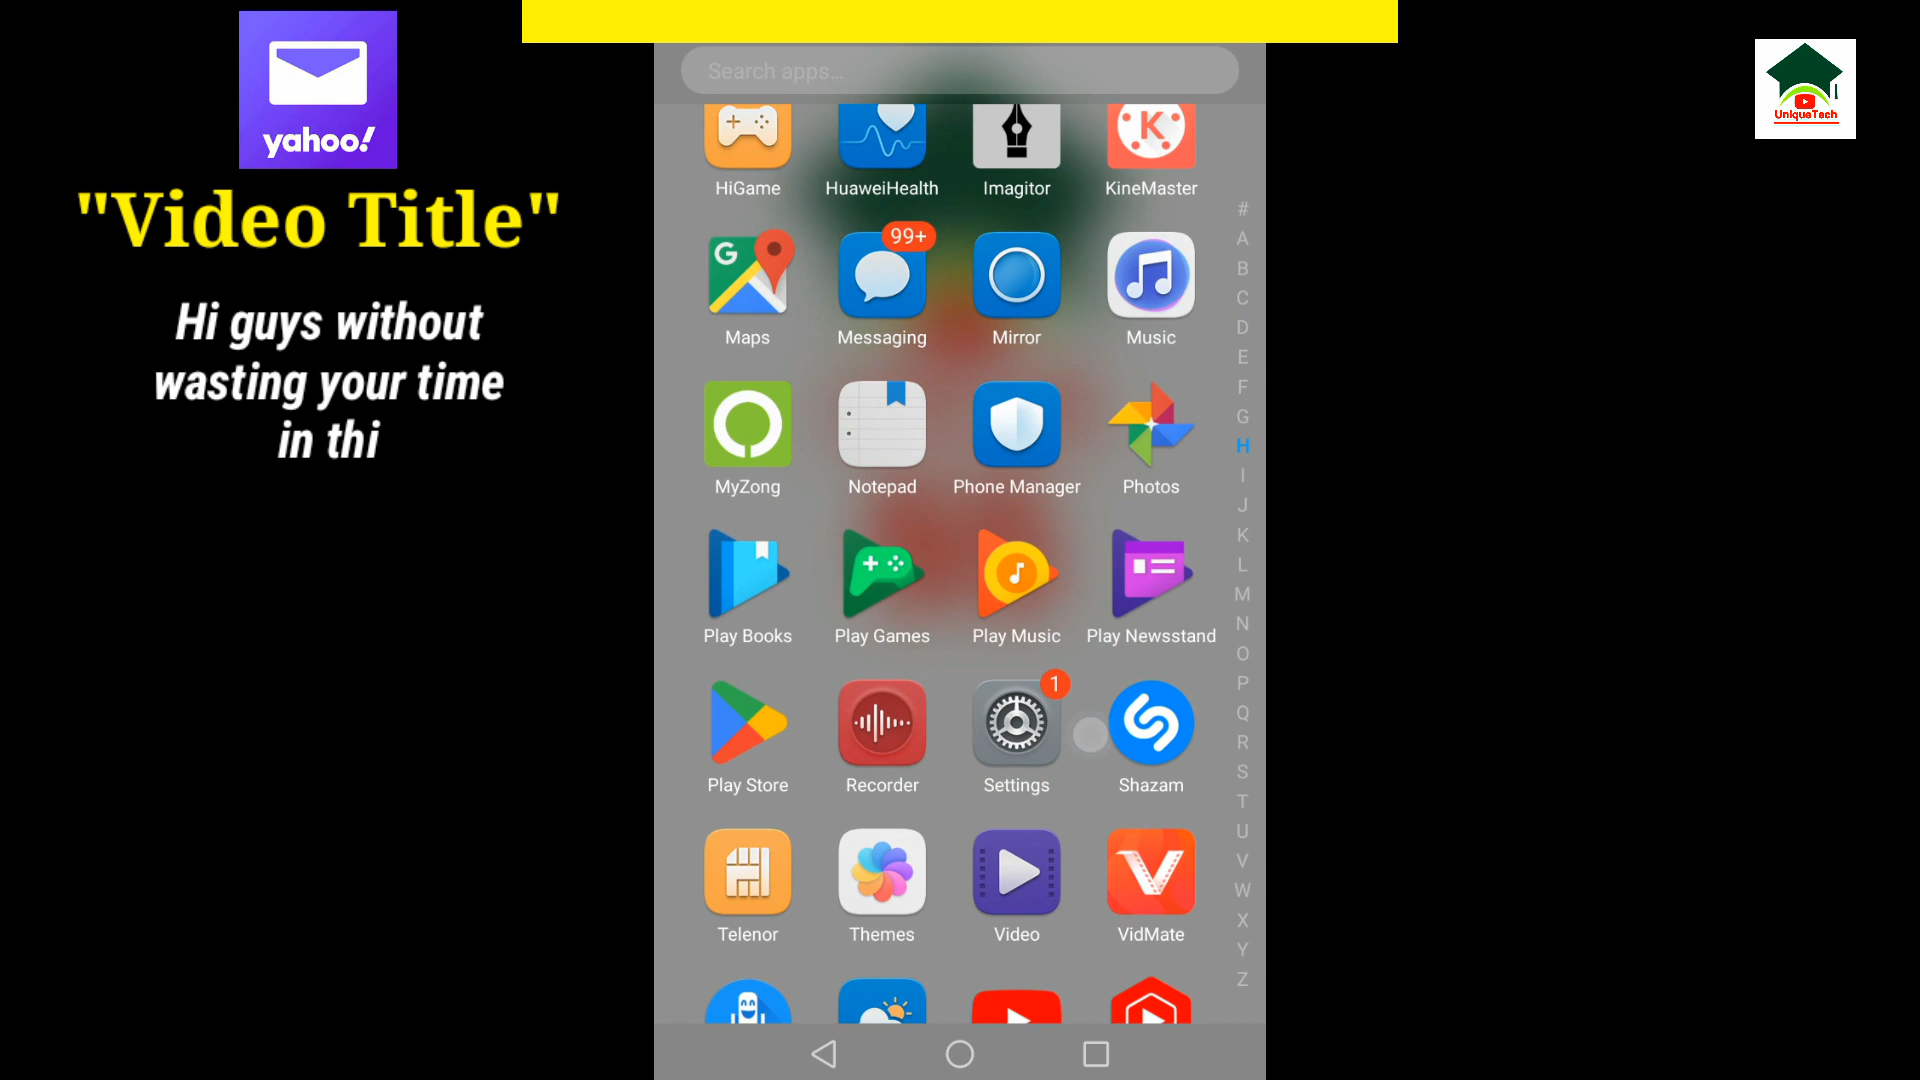 yahoo!
"Video Title"
Hi guys without
wasting your time
in thi
Search apps...
HiGame HuaweiHealth Imagitor KineMaster
K
G
99+
Maps Messaging Mirror Music
MyZong Notepad Phone Manager Photos
Play Books Play Games Play Music Play Newsstand
1
Play Store Recorder Settings Shazam
Telenor Themes Video VidMate
#
A
B
C
D
E
F
G
H
I
J
K
L
M
N
O
P
Q
R
S
T
U
V
W
X
Y
Z
UniqueTech